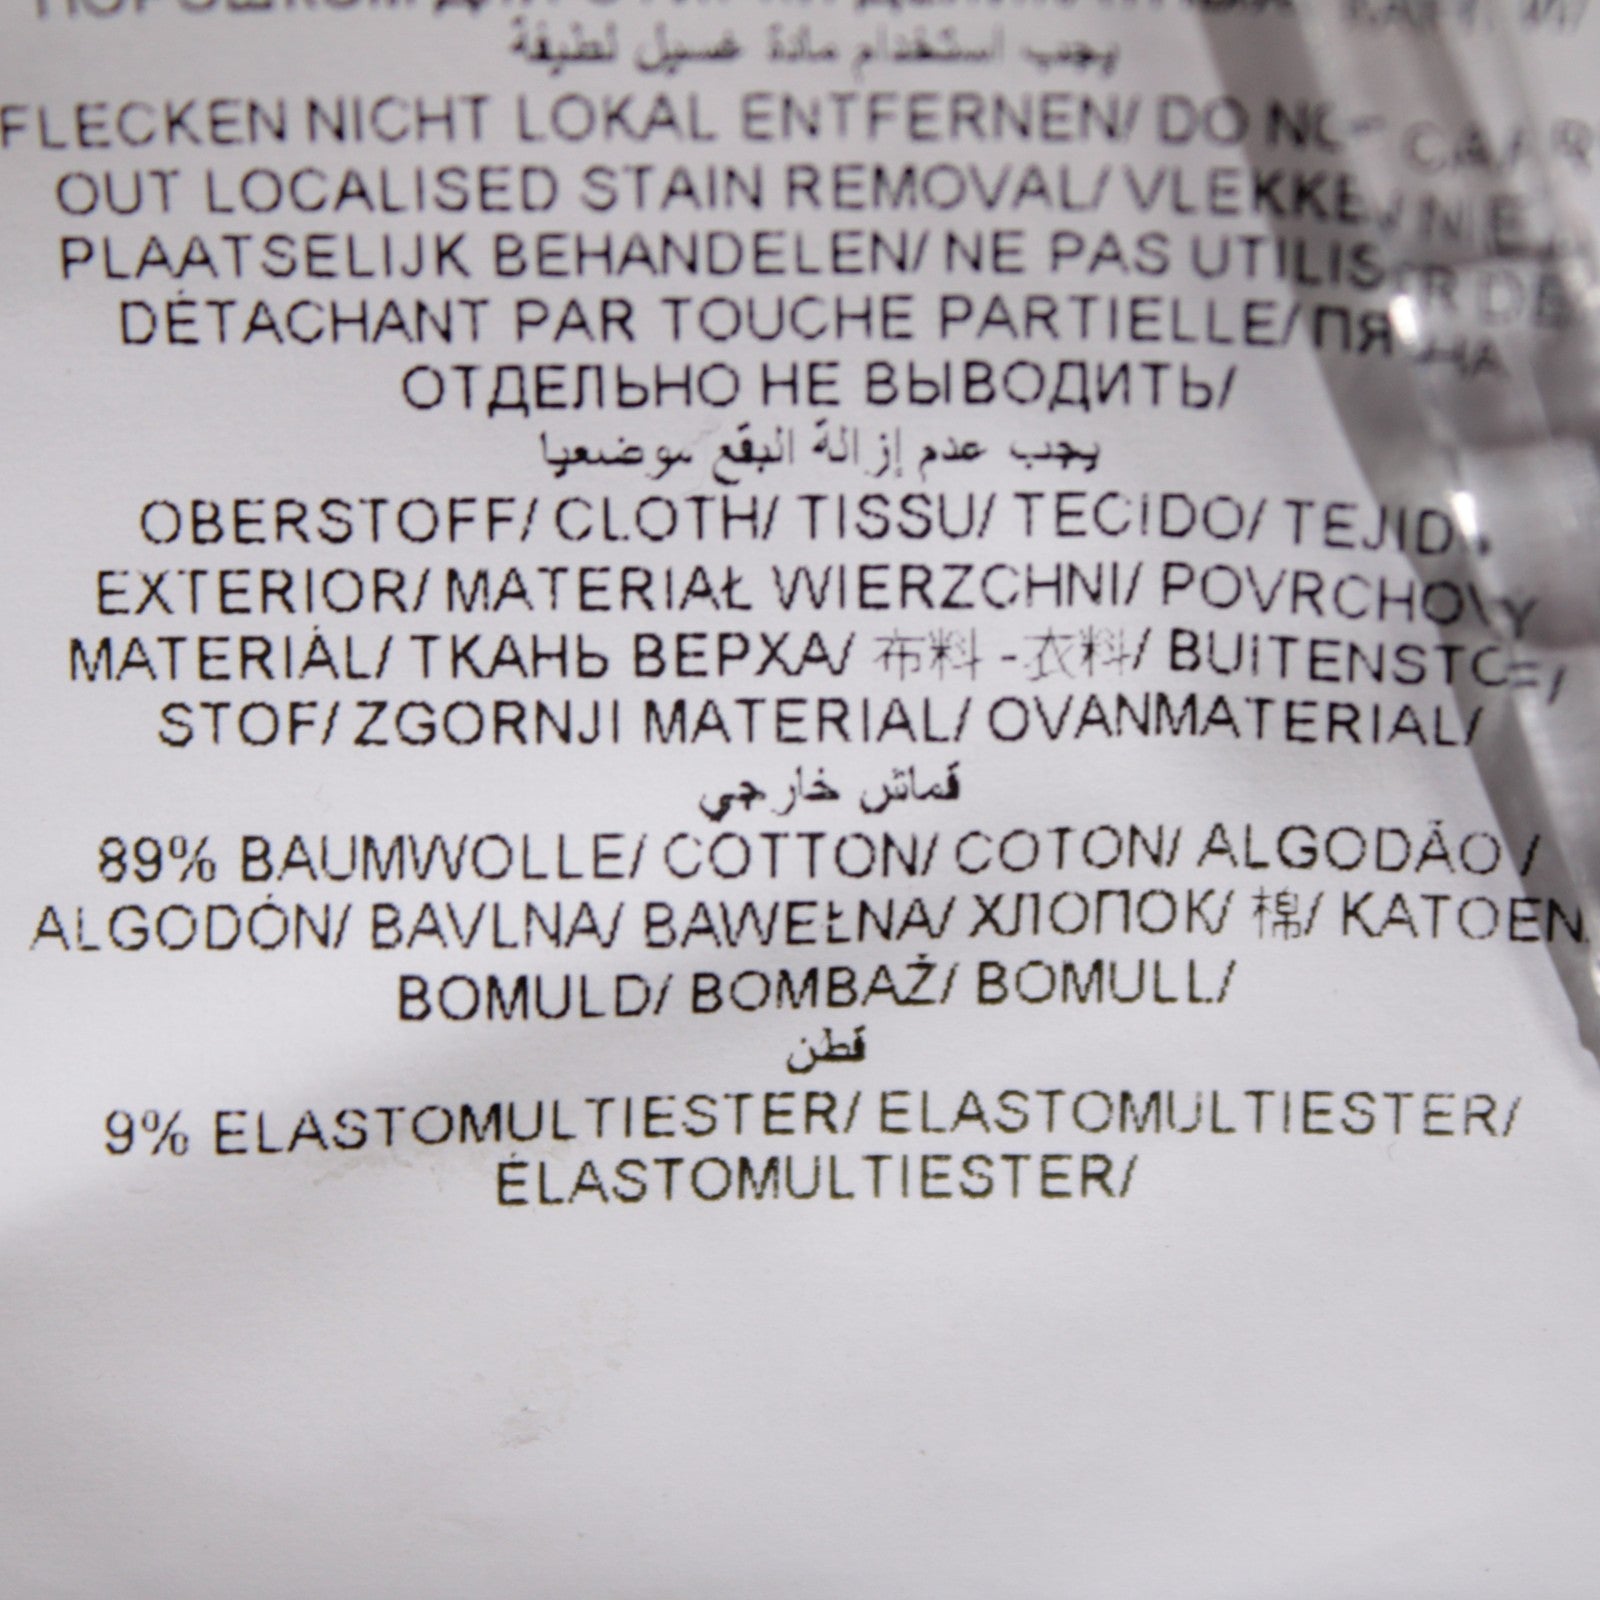 يجب استخدام مادة غسيل لطيفة
FLECKEN NICHT LOKAL ENTFERNEN/ DO NOT CARR
OUT LOCALISED STAIN REMOVAL/ VLEKKEN NIET
PLAATSELIJK BEHANDELEN/ NE PAS UTILISER DE
DÉTACHANT PAR TOUCHE PARTIELLE/ ПЯТНА
ОТДЕЛЬНО НЕ ВЫВОДИТЬ/
يجب عدم إزالة البقع موضعيا
OBERSTOFF/ CLOTH/ TISSU/ TECIDO/ TEJIDO
EXTERIOR/ MATERIAŁ WIERZCHNI/ POVRCHOVÝ
MATERIÁL/ ТКАНЬ ВЕРХА/ 布料 - 衣料/ BUITENSTOF/
STOF/ ZGORNJI MATERIAL/ OVANMATERIAL/
قماش خارجي
89% BAUMWOLLE/ COTTON/ COTON/ ALGODÃO /
ALGODÓN/ BAVLNA/ BAWEŁNA/ ХЛОПОК/ 棉/ KATOEN
BOMULD/ BOMBAŽ/ BOMULL/
قطن
9% ELASTOMULTIESTER/ ELASTOMULTIESTER/
ÉLASTOMULTIESTER/